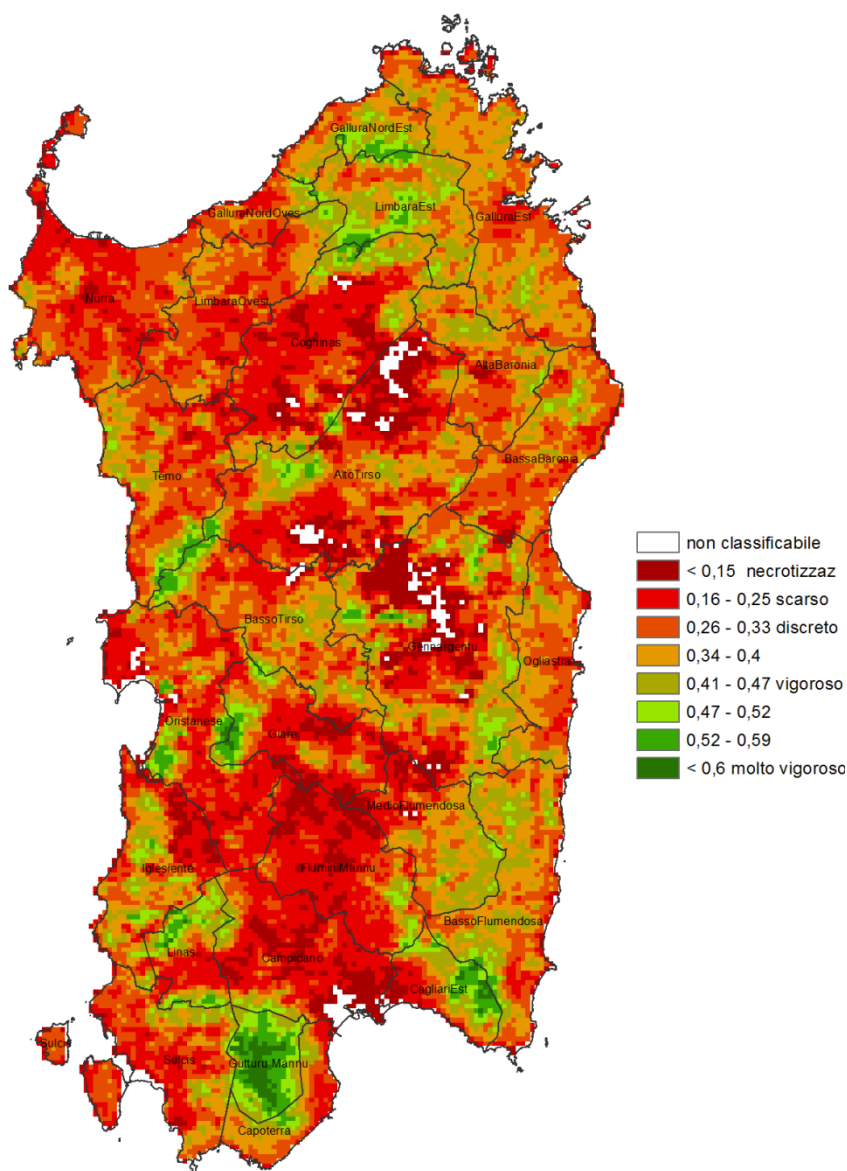 GalluraNordEst
LimbaraEst
GalluraNordOves
GalluraEst
Nurra
LimbaraOvest
Coghinas
AltaBaronia
BassaBaronia
AltoTirso
Temo
BassoTirso
Gennargentu
Ogliastra
Oristanese
Giare
MedioFlumendosa
Iglesiente
FluminiMannu
BassoFlumendosa
Linas
Campidano
CagliariEst
Sulcis
Sulcis
Gutturu Mannu
Capoterra
non classificabile
< 0,15 necrotizzaz
0,16 - 0,25 scarso
0,26 - 0,33 discreto
0,34 - 0,4
0,41 - 0,47 vigoroso
0,47 - 0,52
0,52 - 0,59
< 0,6 molto vigoroso